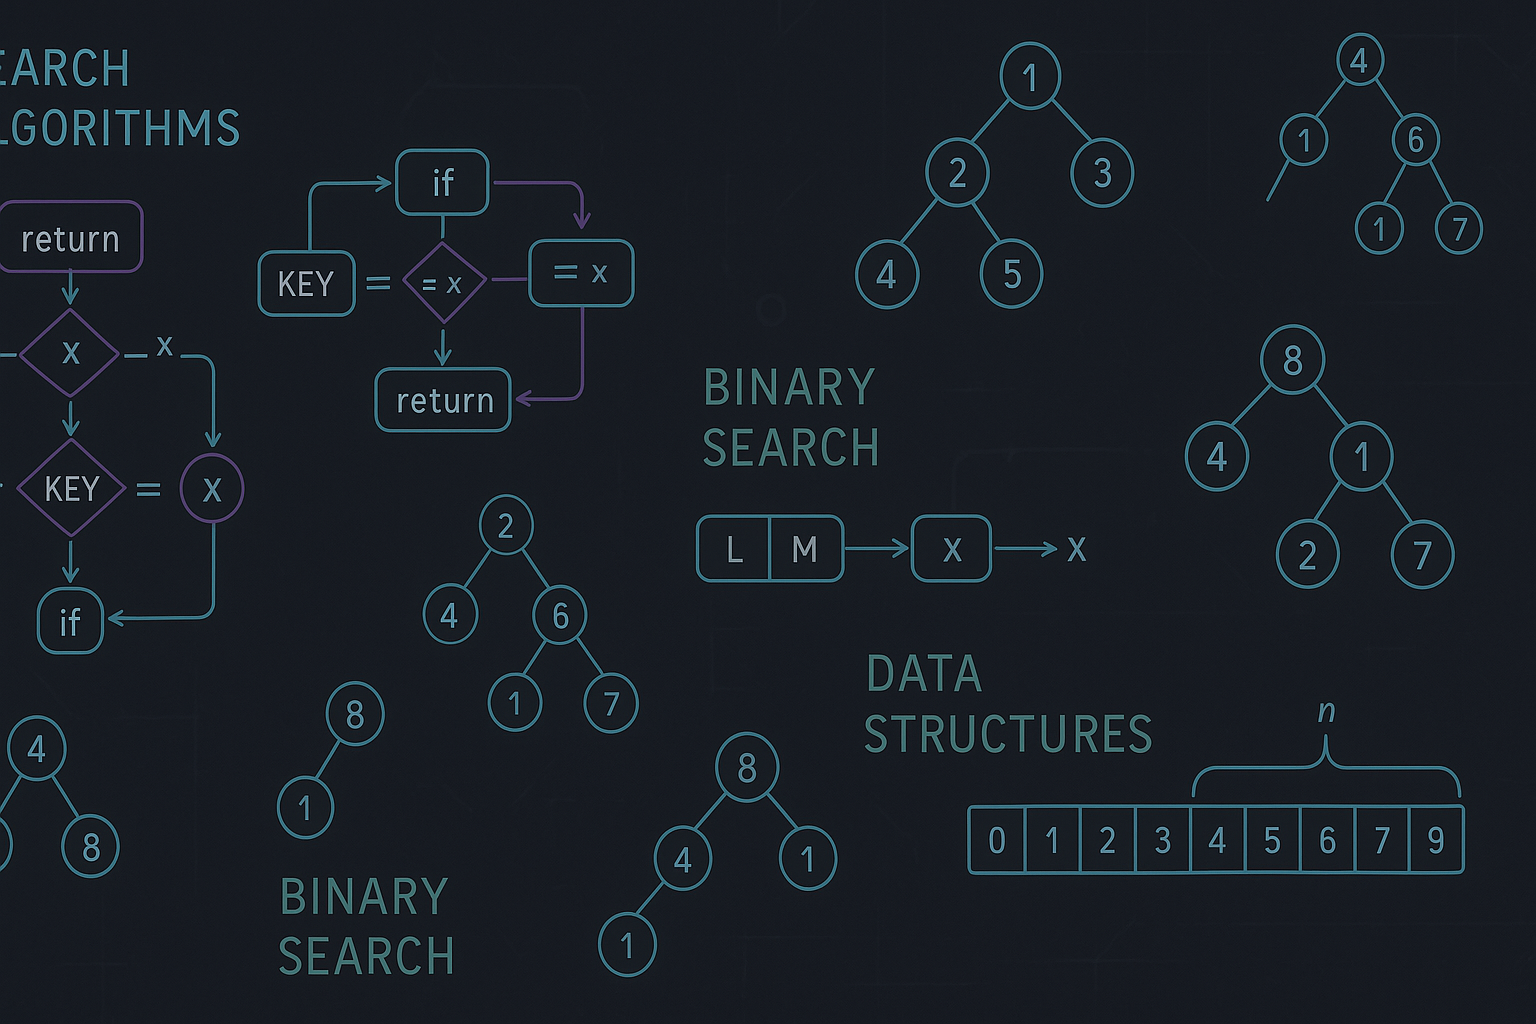 EARCH
LGORITHMS
return
X
x
KEY = X
if
if
KEY = = x = x
return
1
2 3
4 5
4
1 6
1 7
BINARY
SEARCH
L M X X
8
4 1
2 7
2
4 6
1 7
8
1
4
8
BINARY
SEARCH
8
4 1
1
DATA
STRUCTURES
n
0 1 2 3 4 5 6 7 9